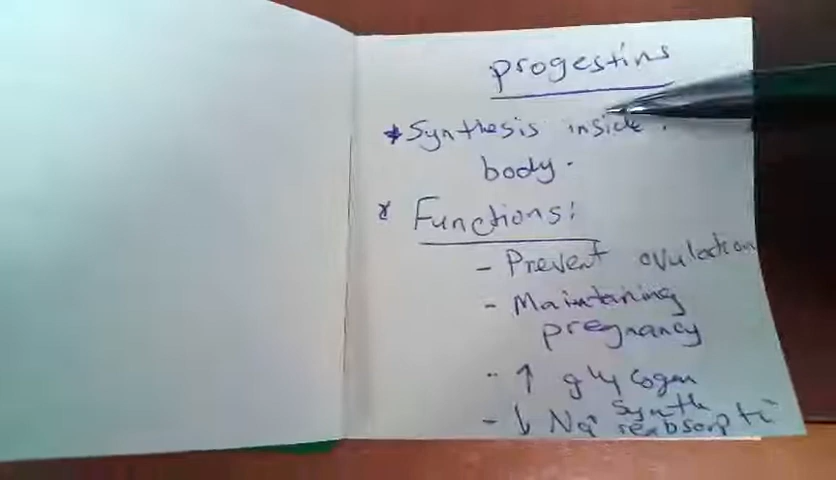 progestins
* Synthesis inside
body.
* Functions:
- Prevent ovulation
- Maintaining
pregnancy
- ↑ glycogen
synth
- ↓ Na+ reabsorpti